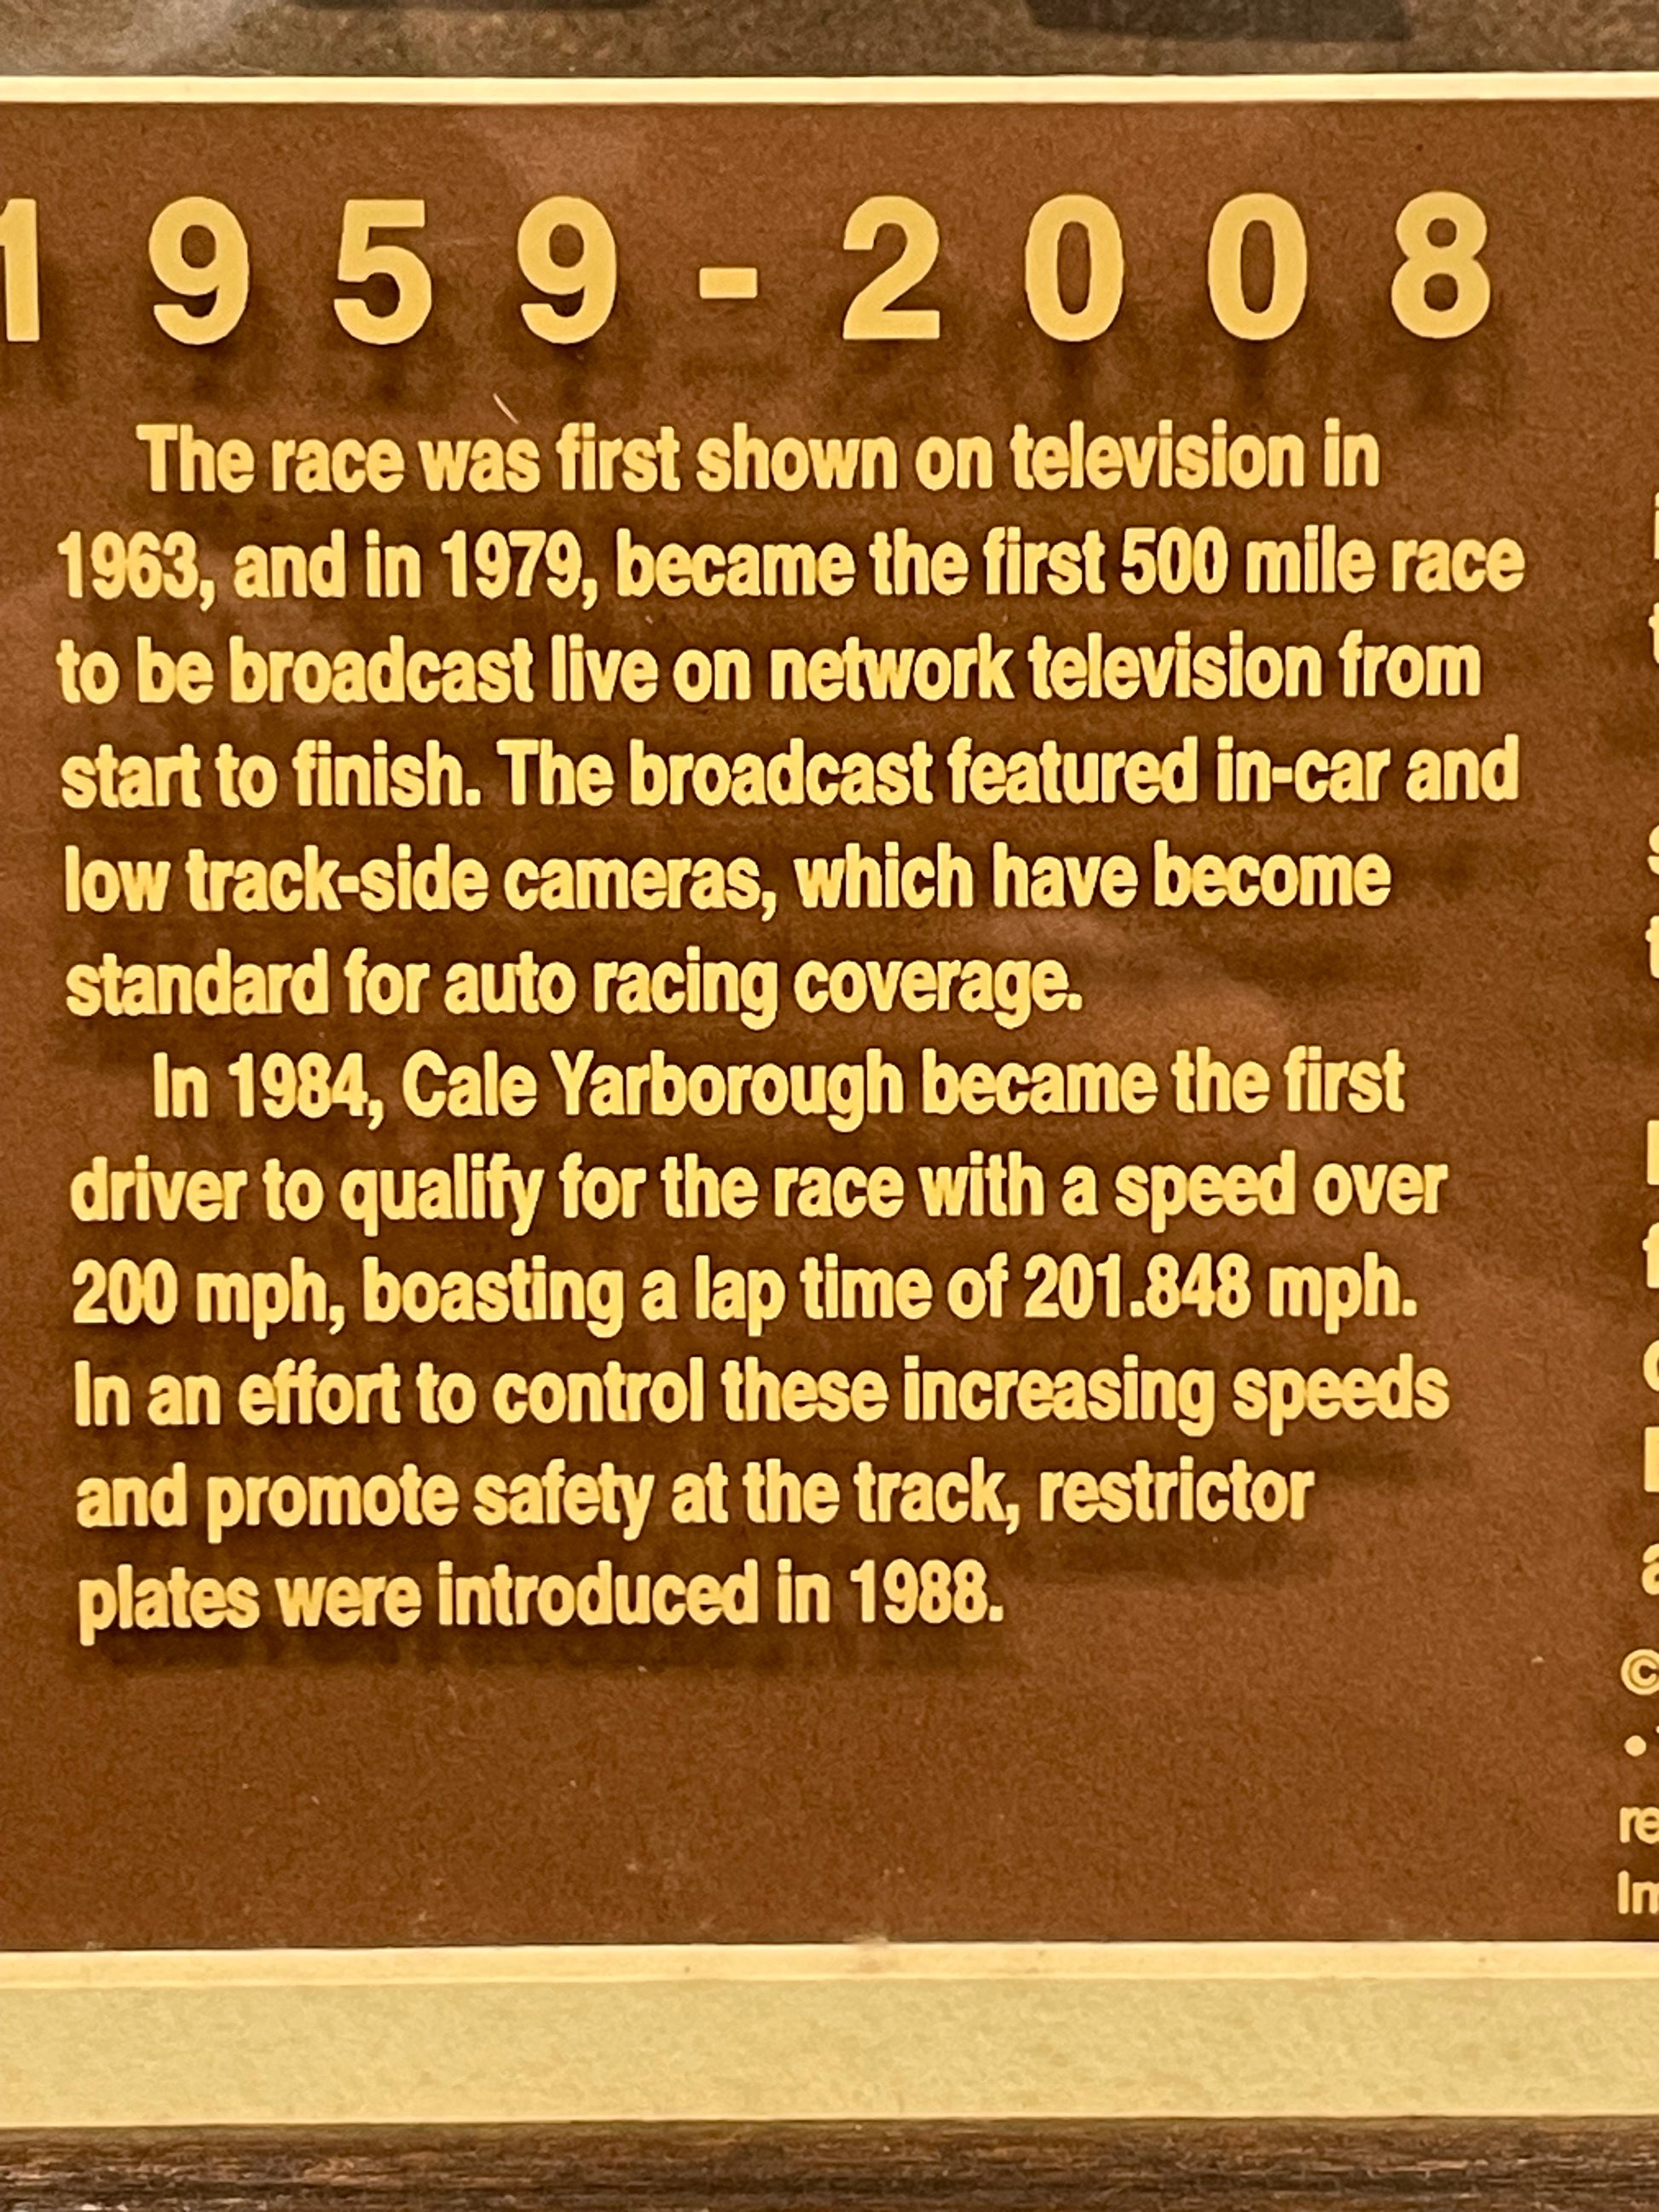 1959-2008
The race was first shown on television in
1963, and in 1979, became the first 500 mile race
to be broadcast live on network television from
start to finish. The broadcast featured in-car and
low track-side cameras, which have become
standard for auto racing coverage.
In 1984, Cale Yarborough became the first
driver to qualify for the race with a speed over
200 mph, boasting a lap time of 201.848 mph.
In an effort to control these increasing speeds
and promote safety at the track, restrictor
plates were introduced in 1988.
©
•